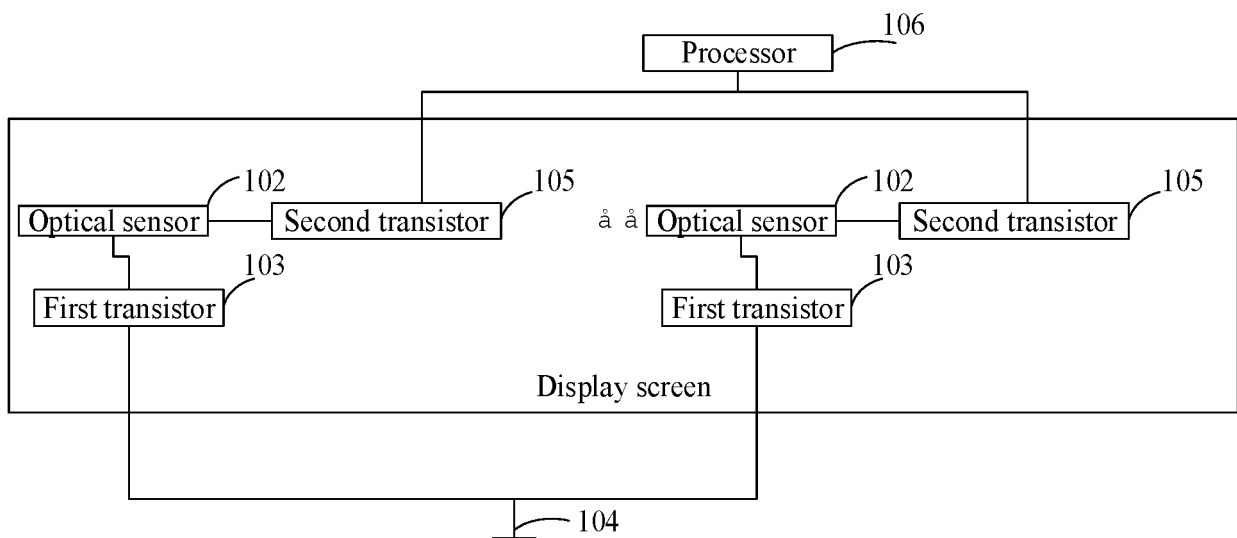 106
Processor
102
105
102
105
Optical sensor
Second transistor
å å
Optical sensor
Second transistor
103
103
First transistor
First transistor
Display screen
104